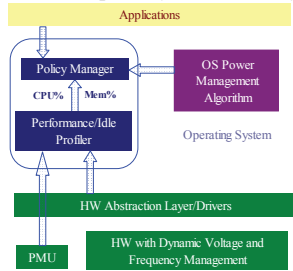 Applications
Policy Manager
CPU% Mem%
Performance/Idle
Profiler
OS Power
Management
Algorithm
Operating System
HW Abstraction Layer/Drivers
PMU
HW with Dynamic Voltage and
Frequency Management